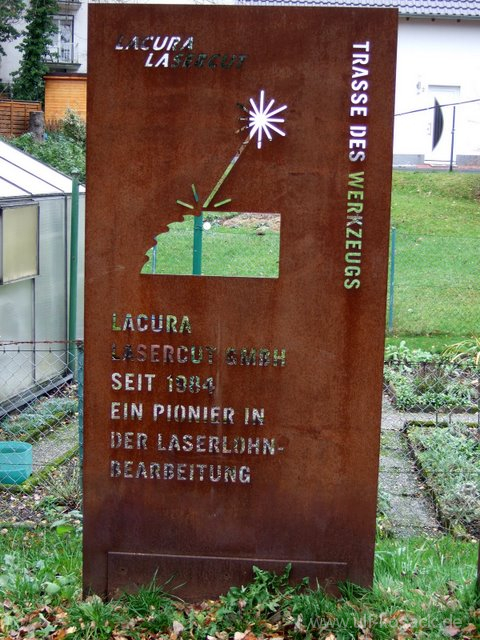 LACURA
LASERCUT
TRASSE DES WERKZEUGS
LACURA
LASERCUT GMBH
SEIT 1984
EIN PIONIER IN
DER LASERLOHN-
BEARBEITUNG